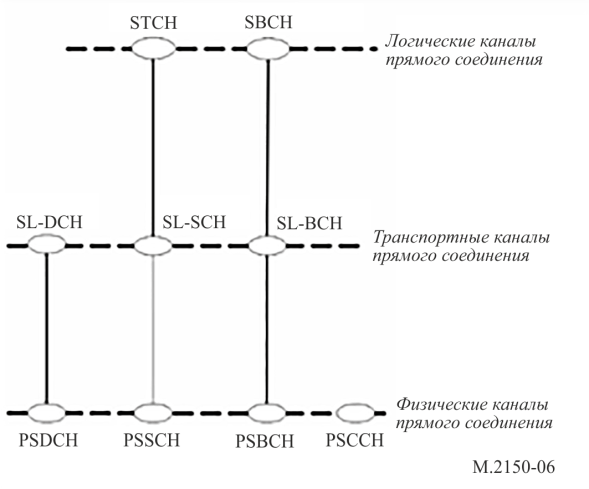 STCH SBCH
Логические каналы
прямого соединения
SL-DCH SL-SCH SL-BCH
Транспортные каналы
прямого соединения
Физические каналы
прямого соединения
PSDCH PSSCH PSBCH PSCCH
M.2150-06